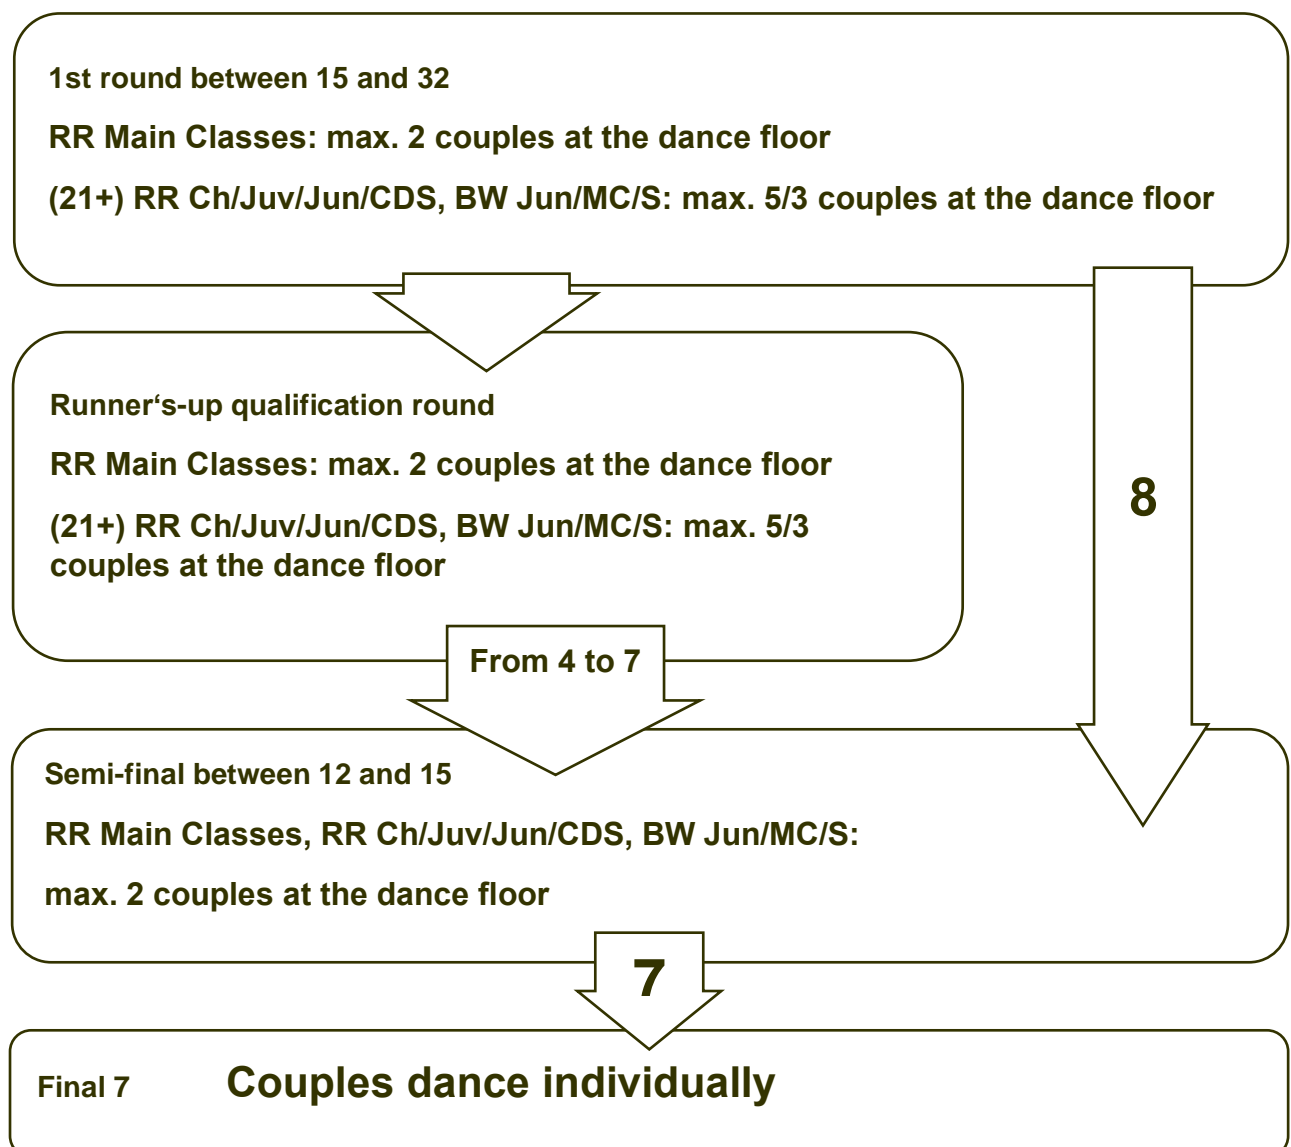 1st round between 15 and 32
RR Main Classes: max. 2 couples at the dance floor
(21+) RR Ch/Juv/Jun/CDS, BW Jun/MC/S: max. 5/3 couples at the dance floor
Runner‘s-up qualification round
RR Main Classes: max. 2 couples at the dance floor
(21+) RR Ch/Juv/Jun/CDS, BW Jun/MC/S: max. 5/3
couples at the dance floor
8
From 4 to 7
Semi-final between 12 and 15
RR Main Classes, RR Ch/Juv/Jun/CDS, BW Jun/MC/S:
max. 2 couples at the dance floor
7
Final 7 Couples dance individually